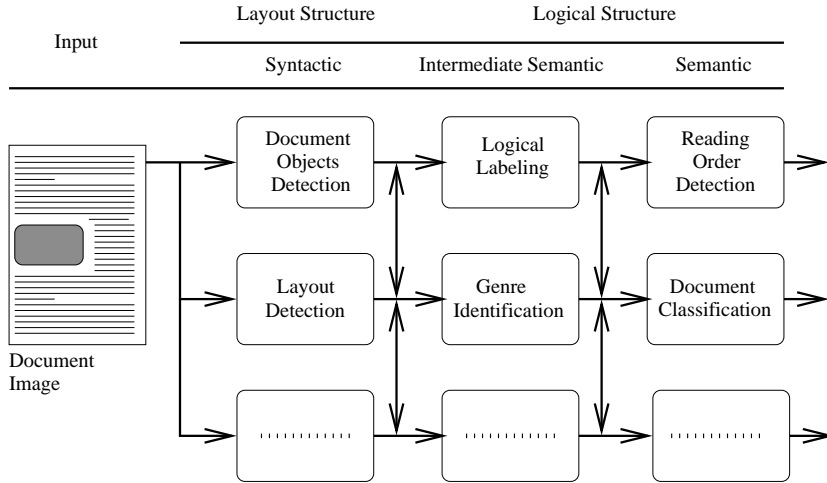 Layout Structure
Logical Structure
Input
Syntactic
Intermediate Semantic
Semantic
Document
Objects
Detection
Logical
Labeling
Reading
Order
Detection
Layout
Detection
Genre
Identification
Document
Classification
Document
Image